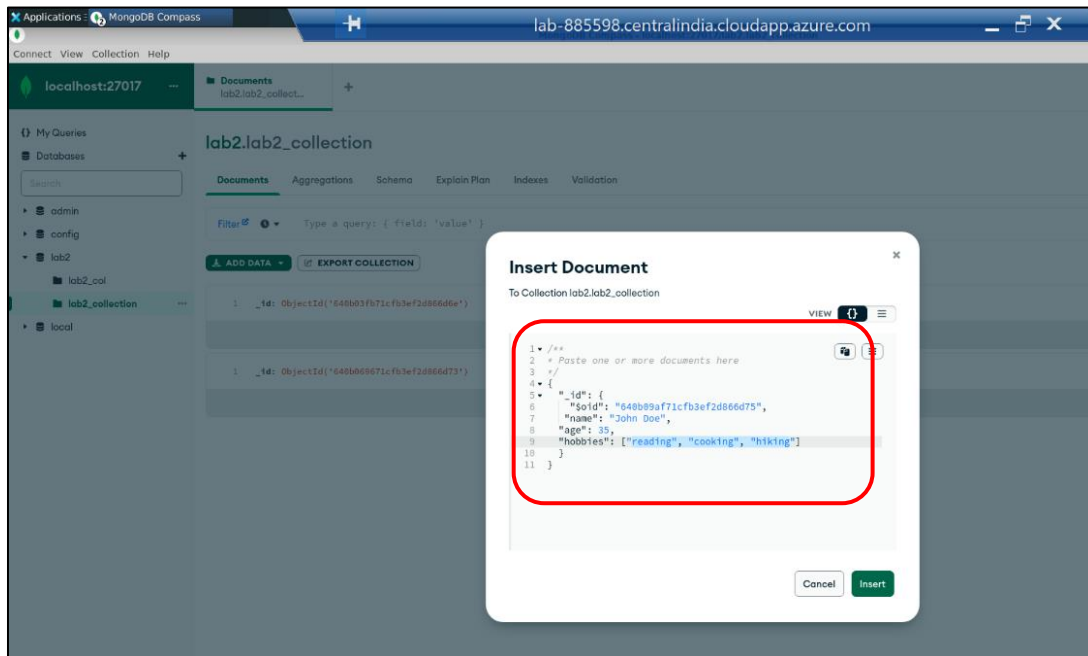 Applications : MongoDB Compass
lab-885598.centralindia.cloudapp.azure.com
Connect View Collection Help
localhost:27017 ...
Documents
lab2.lab2_collect...
+
{} My Queries
Databases +
Search
admin
config
lab2
lab2_col
lab2_collection ...
local
lab2.lab2_collection
Documents Aggregations Schema Explain Plan Indexes Validation
Filter Type a query: { field: 'value' }
ADD DATA EXPORT COLLECTION
1 _id: ObjectId('640b03fb71cfb3ef2d866d6e')
1 _id: ObjectId('640b069671cfb3ef2d866d73')
Insert Document
To Collection lab2.lab2_collection
VIEW {}
1 /**
2 * Paste one or more documents here
3 */
4 {
5 "_id": {
6 "$oid": "640b09af71cfb3ef2d866d75",
7 "name": "John Doe",
8 "age": 35,
9 "hobbies": ["reading", "cooking", "hiking"]
10 }
11 }
Cancel Insert